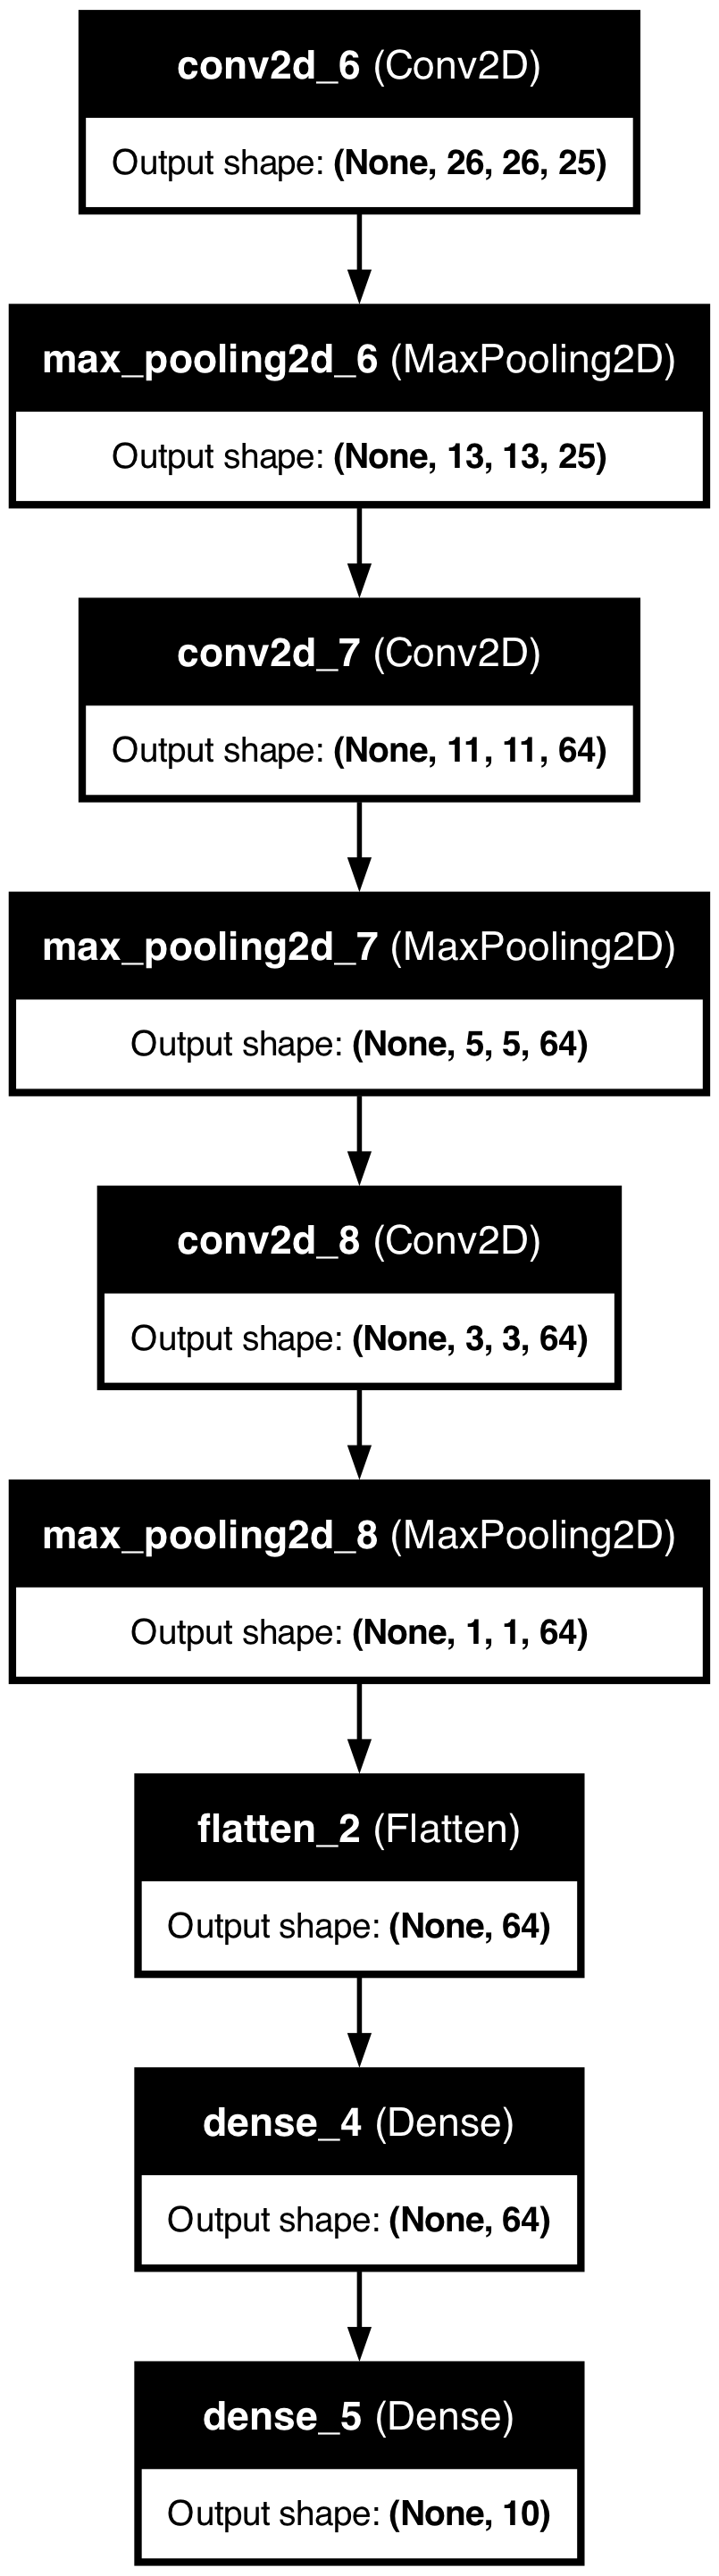 conv2d_6 (Conv2D)
Output shape: (None, 26, 26, 25)
max_pooling2d_6 (MaxPooling2D)
Output shape: (None, 13, 13, 25)
conv2d_7 (Conv2D)
Output shape: (None, 11, 11, 64)
max_pooling2d_7 (MaxPooling2D)
Output shape: (None, 5, 5, 64)
conv2d_8 (Conv2D)
Output shape: (None, 3, 3, 64)
max_pooling2d_8 (MaxPooling2D)
Output shape: (None, 1, 1, 64)
flatten_2 (Flatten)
Output shape: (None, 64)
dense_4 (Dense)
Output shape: (None, 64)
dense_5 (Dense)
Output shape: (None, 10)